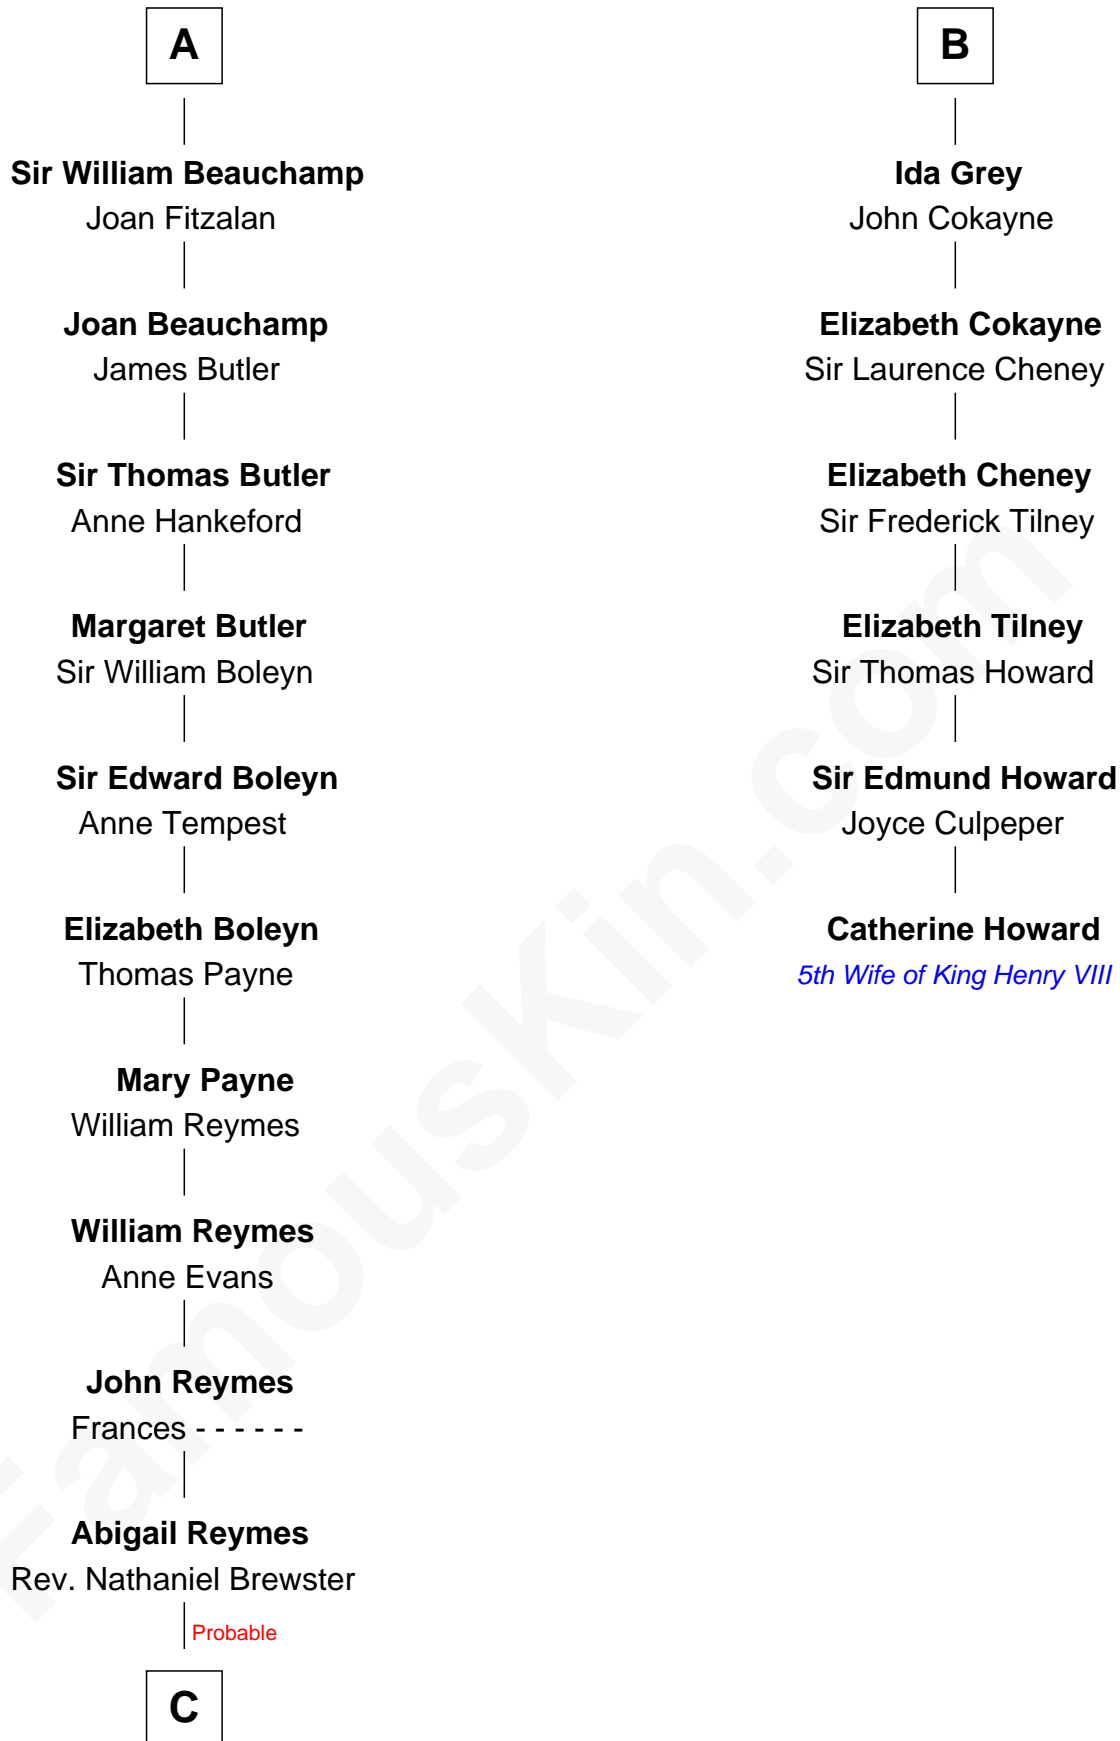 A
Sir William Beauchamp
Joan Fitzalan
Joan Beauchamp
James Butler
Sir Thomas Butler
Anne Hankeford
Margaret Butler
Sir William Boleyn
Sir Edward Boleyn
Anne Tempest
Elizabeth Boleyn
Thomas Payne
Mary Payne
William Reymes
William Reymes
Anne Evans
John Reymes
Frances - - - - - -
Abigail Reymes
Rev. Nathaniel Brewster
Probable
C
B
Ida Grey
John Cokayne
Elizabeth Cokayne
Sir Laurence Cheney
Elizabeth Cheney
Sir Frederick Tilney
Elizabeth Tilney
Sir Thomas Howard
Sir Edmund Howard
Joyce Culpeper
Catherine Howard
5th Wife of King Henry VIII
FamousKin.com